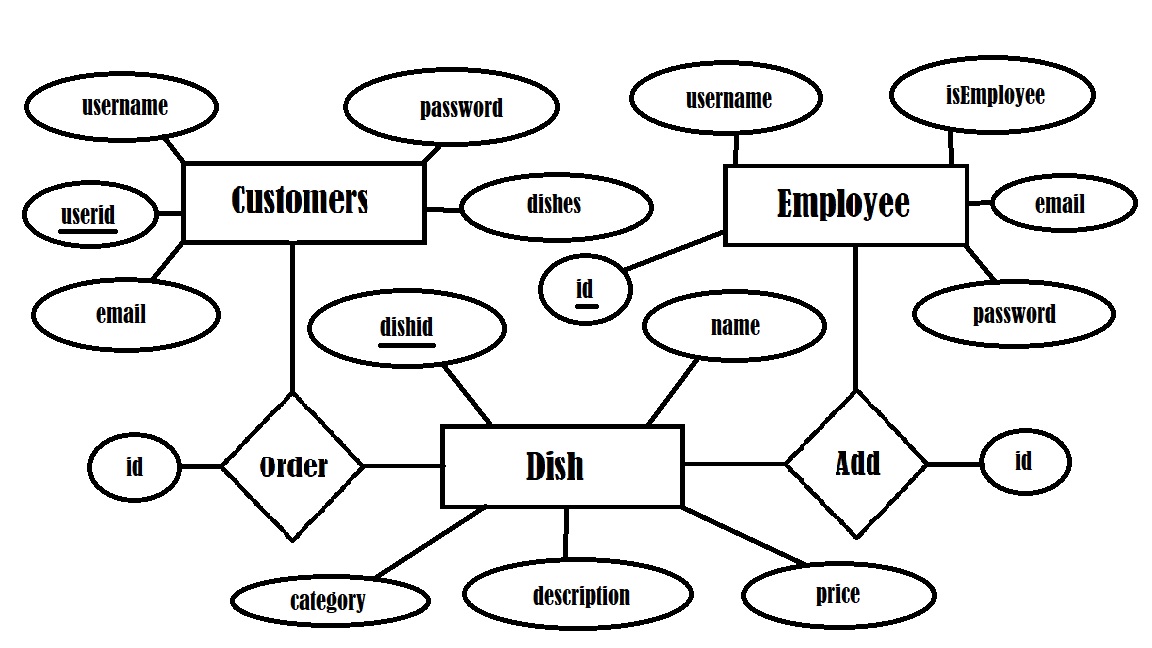 username
password
username
isEmployee
Customers
Employee
userid
dishes
email
email
id
dishid
name
password
id
Order
Dish
Add
id
category
description
price